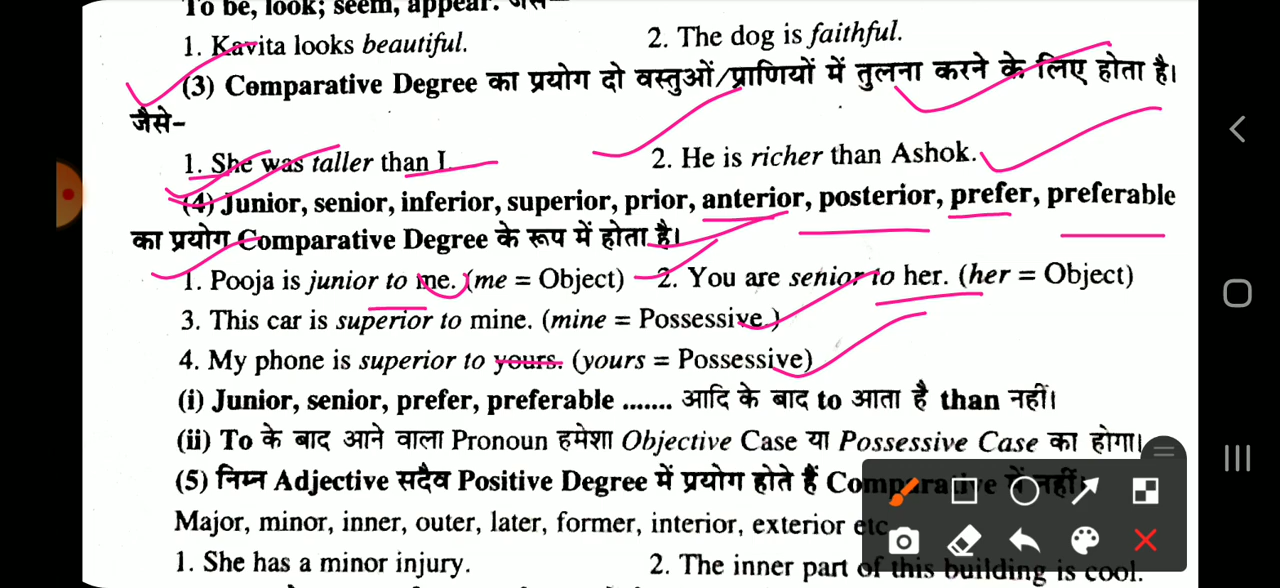 To be, look; seem, appear. जैसे–
1. Kavita looks beautiful. 2. The dog is faithful.
(3) Comparative Degree का प्रयोग दो वस्तुओं/प्राणियों में तुलना करने के लिए होता है।
जैसे–
1. She was taller than I. 2. He is richer than Ashok.
(4) Junior, senior, inferior, superior, prior, anterior, posterior, prefer, preferable
का प्रयोग Comparative Degree के रूप में होता है।
1. Pooja is junior to me. (me = Object) 2. You are senior to her. (her = Object)
3. This car is superior to mine. (mine = Possessive.)
4. My phone is superior to yours. (yours = Possessive)
(i) Junior, senior, prefer, preferable ....... आदि के बाद to आता है than नहीं।
(ii) To के बाद आने वाला Pronoun हमेशा Objective Case या Possessive Case का होगा।
(5) निम्न Adjective सदैव Positive Degree में प्रयोग होते हैं Comparative में नहीं।
Major, minor, inner, outer, later, former, interior, exterior etc
1. She has a minor injury. 2. The inner part of this building is cool.